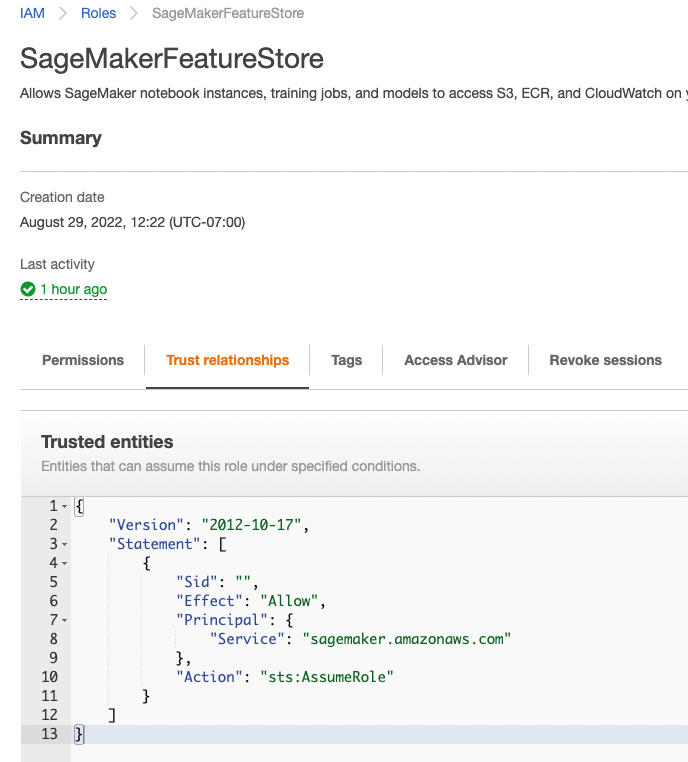 IAM > Roles > SageMakerFeatureStore
SageMakerFeatureStore
Allows SageMaker notebook instances, training jobs, and models to access S3, ECR, and CloudWatch on
Summary
Creation date
August 29, 2022, 12:22 (UTC-07:00)
Last activity
1 hour ago
Permissions Trust relationships Tags Access Advisor Revoke sessions
Trusted entities
Entities that can assume this role under specified conditions.
1 {
2 "Version": "2012-10-17",
3 "Statement": [
4 {
5 "Sid": "",
6 "Effect": "Allow",
7 "Principal": {
8 "Service": "sagemaker.amazonaws.com"
9 },
10 "Action": "sts:AssumeRole"
11 }
12 ]
13 }